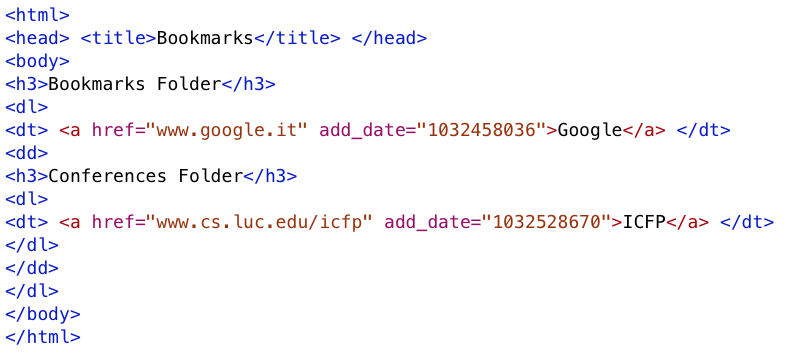 <html>
<head> <title>Bookmarks</title> </head>
<body>
<h3>Bookmarks Folder</h3>
<dl>
<dt> <a href="www.google.it" add_date="1032458036">Google</a> </dt>
<dd>
<h3>Conferences Folder</h3>
<dl>
<dt> <a href="www.cs.luc.edu/icfp" add_date="1032528670">ICFP</a> </dt>
</dl>
</dd>
</dl>
</body>
</html>